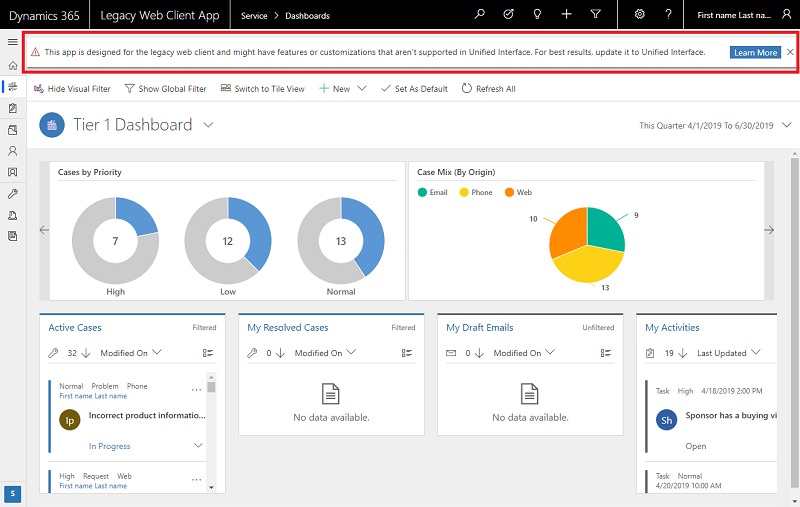 Dynamics 365 Legacy Web Client App Service > Dashboards First name Last na...
This app is designed for the legacy web client and might have features or customizations that aren't supported in Unified Interface. For best results, update it to Unified Interface. Learn More
Hide Visual Filter Show Global Filter Switch to Tile View New Set As Default Refresh All
Tier 1 Dashboard This Quarter 4/1/2019 To 6/30/2019
Cases by Priority
7 12 13
High Low Normal
Case Mix (By Origin)
Email Phone Web
10 9
13
Active Cases Filtered
32 Modified On
Normal Problem Phone ...
First name Last name
Ip Incorrect product informatio...
In Progress
High Request Web ...
First name Last name
My Resolved Cases Filtered
0 Modified On
No data available.
My Draft Emails Unfiltered
0 Modified On
No data available.
My Activities
19 Last Updated
Task High 4/18/2019 2:00 PM
Sh Sponsor has a buying vi
Open
Task Normal
4/20/2019 10:00 AM
S